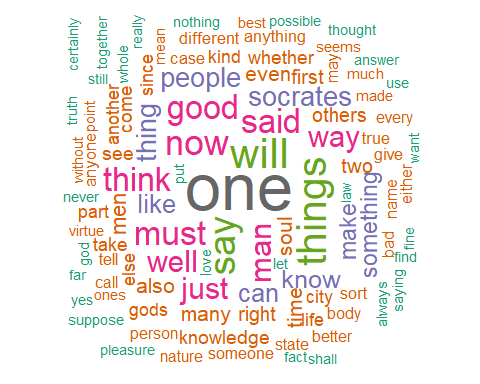 nothing
best
possible
certainly
together
really
mean
different
anything
thought
seems
still
whole
since
case
kind
whether
may
answer
people
even
first
much
use
truth
another
come
thing
good
socrates
made
without
anyone
point
see
now
said
way
others
every
true
want
will
think
put
one
things
two
give
either
never
part
men
like
law
something
name
virtue
must
say
man
soul
make
bad
fine
god
take
else
well
love
let
know
find
far
tell
call
also
just
can
time
city
sort
always
saying
yes
ones
gods
many
right
life
body
suppose
person
knowledge
state
better
pleasure
nature
someone
fact
shall